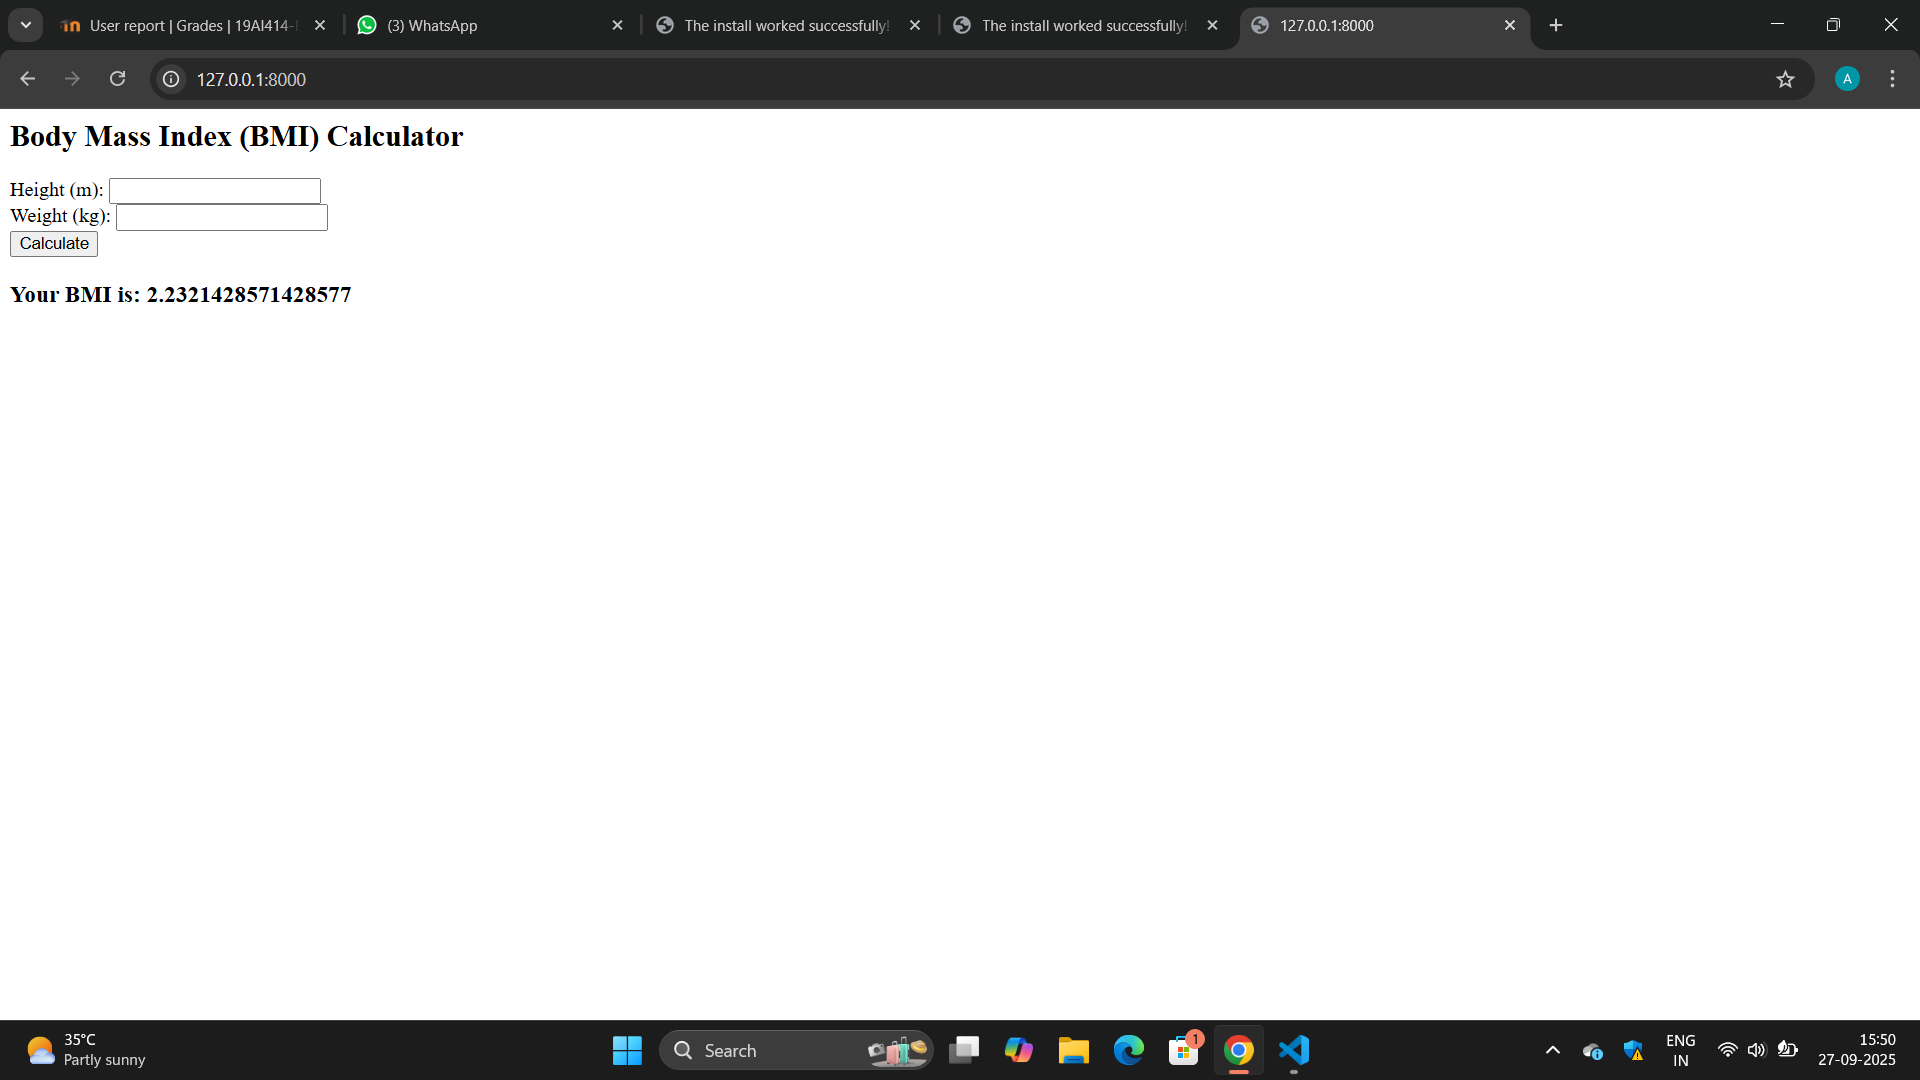 User report | Grades | 19AI414-
(3) WhatsApp
The install worked successfully!
The install worked successfully!
127.0.0.1:8000
127.0.0.1:8000
A
Body Mass Index (BMI) Calculator
Height (m):
Weight (kg):
Calculate
Your BMI is: 2.2321428571428577
35°C
Partly sunny
Search
1
ENG
IN
15:50
27-09-2025